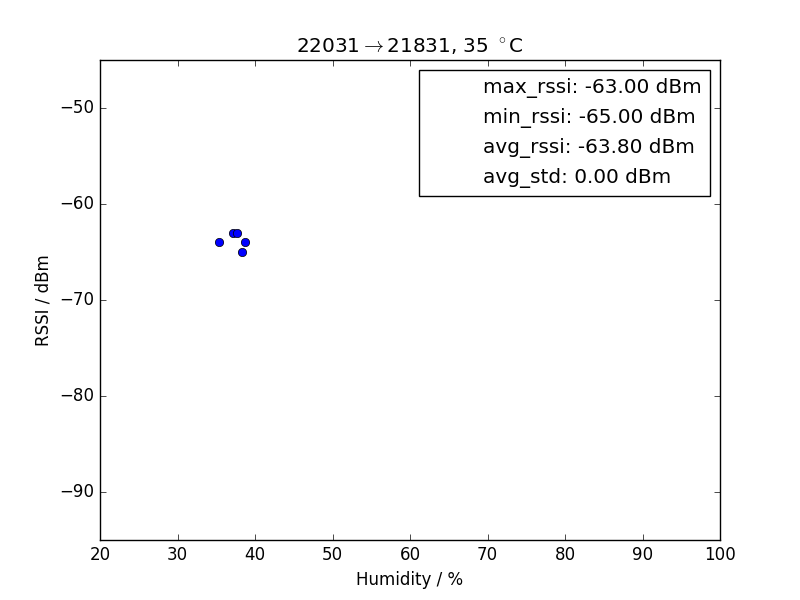 22031→21831, 35 °C
max_rssi: -63.00 dBm
min_rssi: -65.00 dBm
avg_rssi: -63.80 dBm
avg_std: 0.00 dBm
−50
−60
−70
−80
−90
RSSI / dBm
20 30 40 50 60 70 80 90 100
Humidity / %